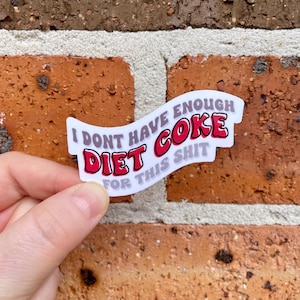 I DONT HAVE ENOUGH
DIET COKE
FOR THIS SHIT